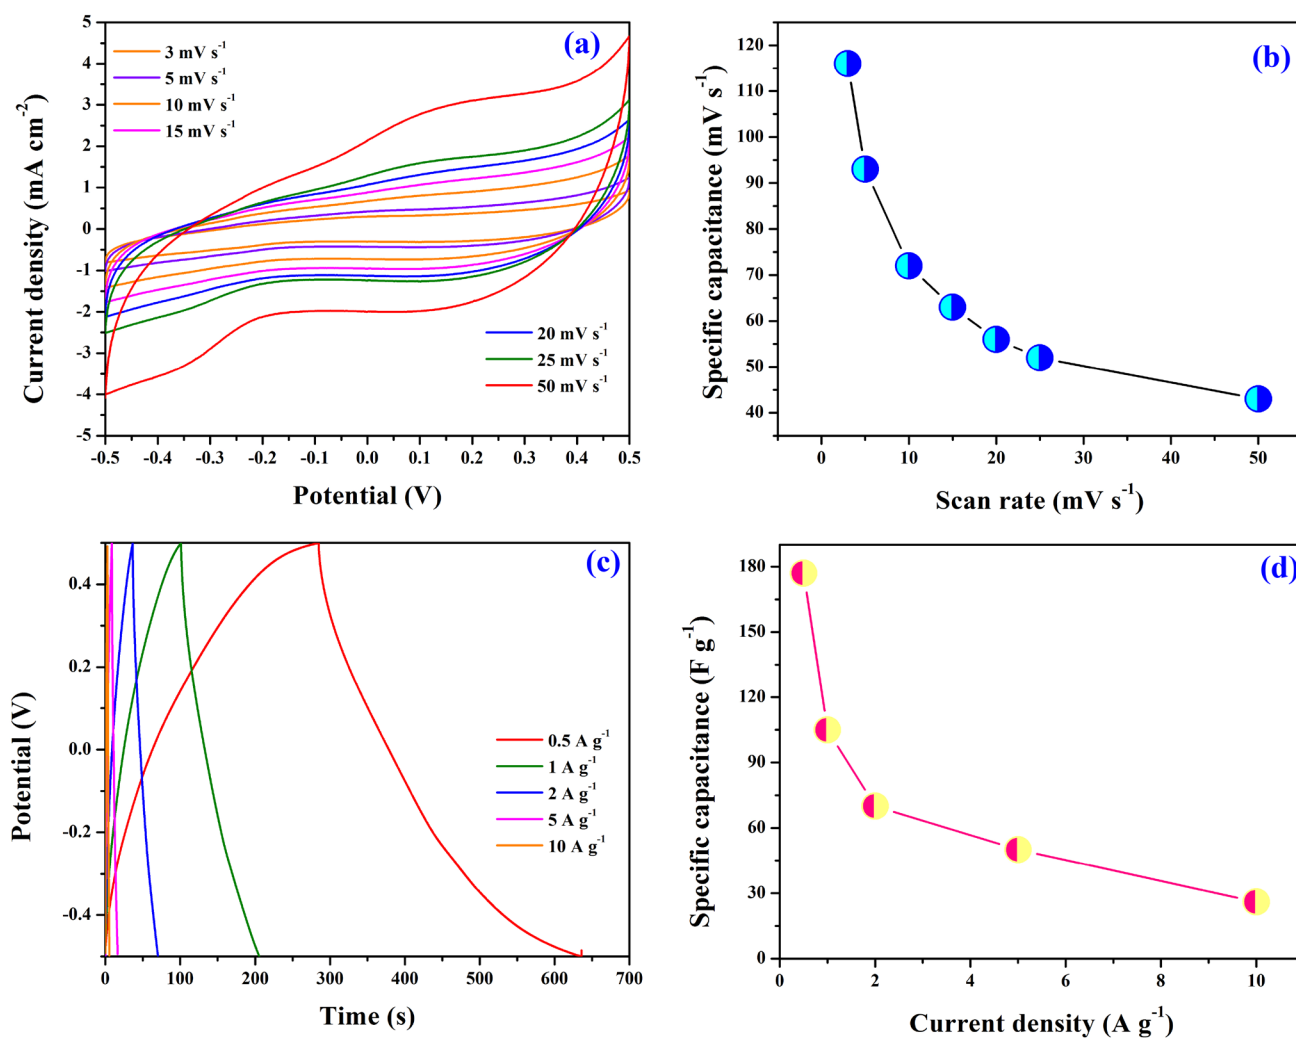 (a)
3 mV s⁻¹
5 mV s⁻¹
10 mV s⁻¹
15 mV s⁻¹
20 mV s⁻¹
25 mV s⁻¹
50 mV s⁻¹
5
4
3
2
1
0
-1
-2
-3
-4
-5
Current density (mA cm⁻²)
-0.5 -0.4 -0.3 -0.2 -0.1 0.0 0.1 0.2 0.3 0.4 0.5
Potential (V)
(b)
120
110
100
90
80
70
60
50
40
Specific capacitance (mV s⁻¹)
0 10 20 30 40 50
Scan rate (mV s⁻¹)
(c)
0.4
0.2
0.0
-0.2
-0.4
Potential (V)
0.5 A g⁻¹
1 A g⁻¹
2 A g⁻¹
5 A g⁻¹
10 A g⁻¹
0 100 200 300 400 500 600 700
Time (s)
(d)
180
150
120
90
60
30
0
Specific capacitance (F g⁻¹)
0 2 4 6 8 10
Current density (A g⁻¹)